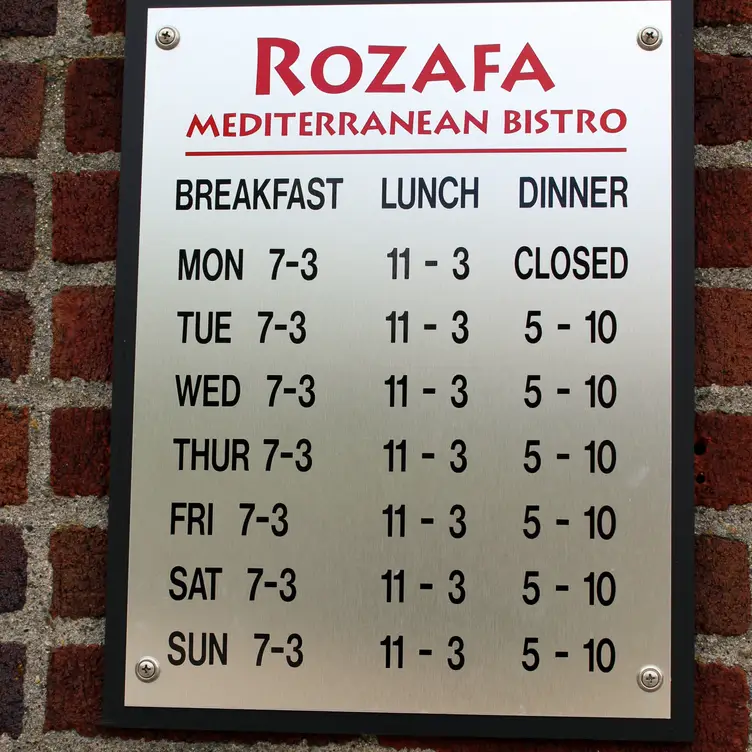 ROZAFA
MEDITERRANEAN BISTRO
BREAKFAST LUNCH DINNER
MON 7-3 11 - 3 CLOSED
TUE 7-3 11 - 3 5 - 10
WED 7-3 11 - 3 5 - 10
THUR 7-3 11 - 3 5 - 10
FRI 7-3 11 - 3 5 - 10
SAT 7-3 11 - 3 5 - 10
SUN 7-3 11 - 3 5 - 10